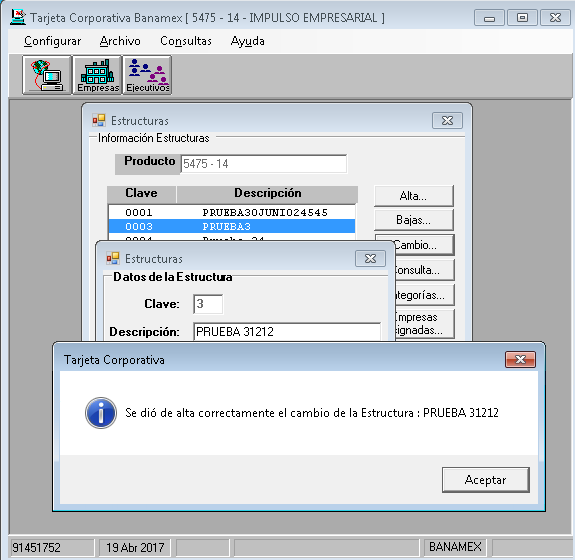 Tarjeta Corporativa Banamex [ 5475 - 14 - IMPULSO EMPRESARIAL ]
Configurar Archivo Consultas Ayuda
Empresas Ejecutivos
Estructuras
Información Estructuras
Producto 5475 - 14
Clave Descripción
0001 PRUEBA30JUNIO24545
0003 PRUEBA3
Alta...
Bajas...
Cambio...
Estructuras
Datos de la Estructura
Clave: 3
Descripción: PRUEBA 31212
Tarjeta Corporativa
Se dió de alta correctamente el cambio de la Estructura : PRUEBA 31212
Aceptar
91451752 19 Abr 2017 BANAMEX